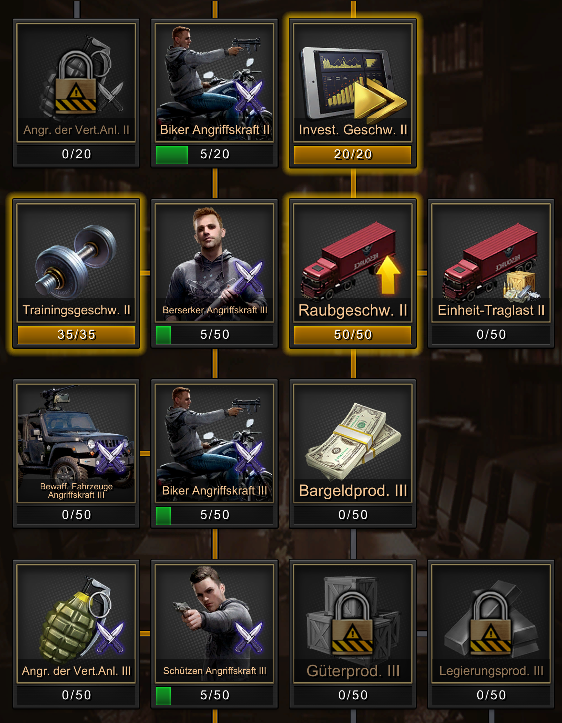 Angr. der Vert.Anl. II
0/20
Biker Angriffskraft II
5/20
Invest. Geschw. II
20/20
Trainingsgeschw. II
35/35
Berserker Angriffskraft III
5/50
Raubgeschw. II
50/50
Einheit-Traglast II
0/50
Bewaff. Fahrzeuge
Angriffskraft III
0/50
Biker Angriffskraft III
5/50
Bargeldprod. III
0/50
Angr. der Vert.Anl. III
0/50
Schützen Angriffskraft III
5/50
Güterprod. III
0/50
Legierungsprod. III
0/50